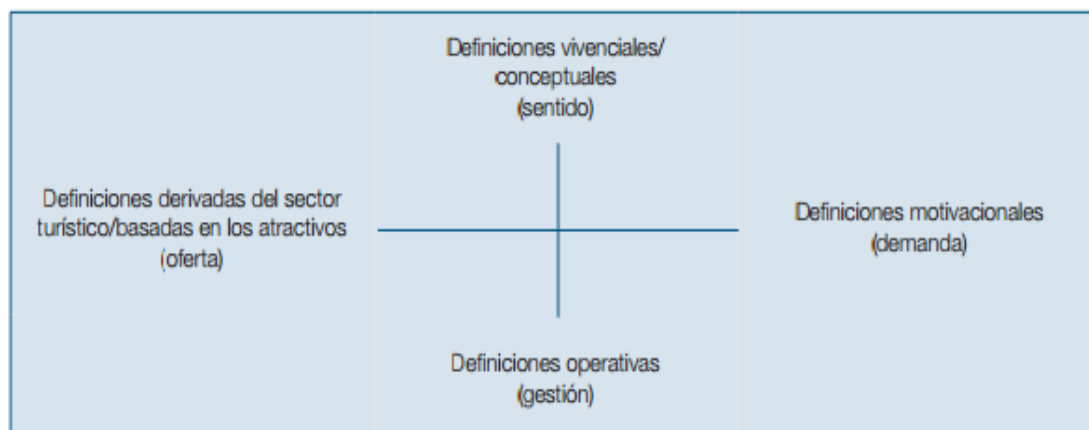 Definiciones vivenciales/
conceptuales
(sentido)
Definiciones derivadas del sector
turístico/basadas en los atractivos
(oferta)
Definiciones motivacionales
(demanda)
Definiciones operativas
(gestión)